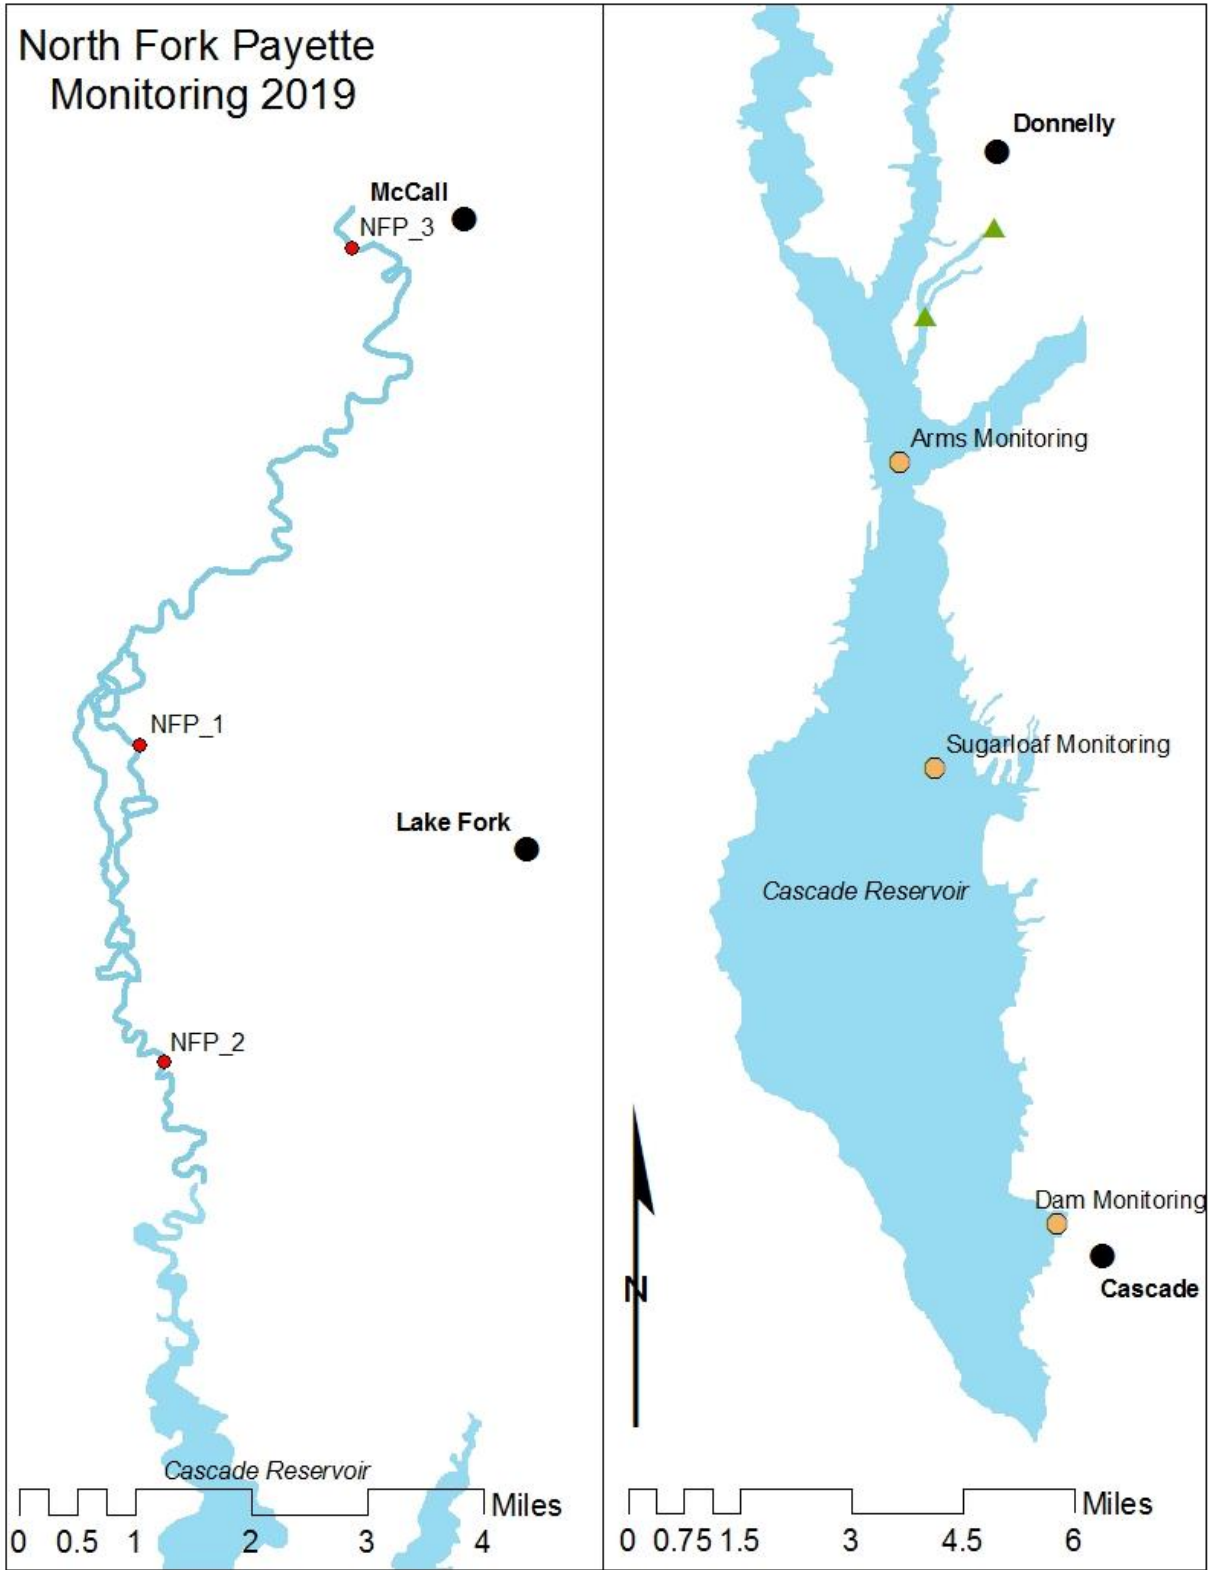 North Fork Payette
Monitoring 2019
McCall
NFP_3
NFP_1
Lake Fork
NFP_2
Cascade Reservoir
Miles
0 0.5 1 2 3 4
Donnelly
Arms Monitoring
Sugarloaf Monitoring
Cascade Reservoir
Dam Monitoring
N
Cascade
Miles
0 0.75 1.5 3 4.5 6